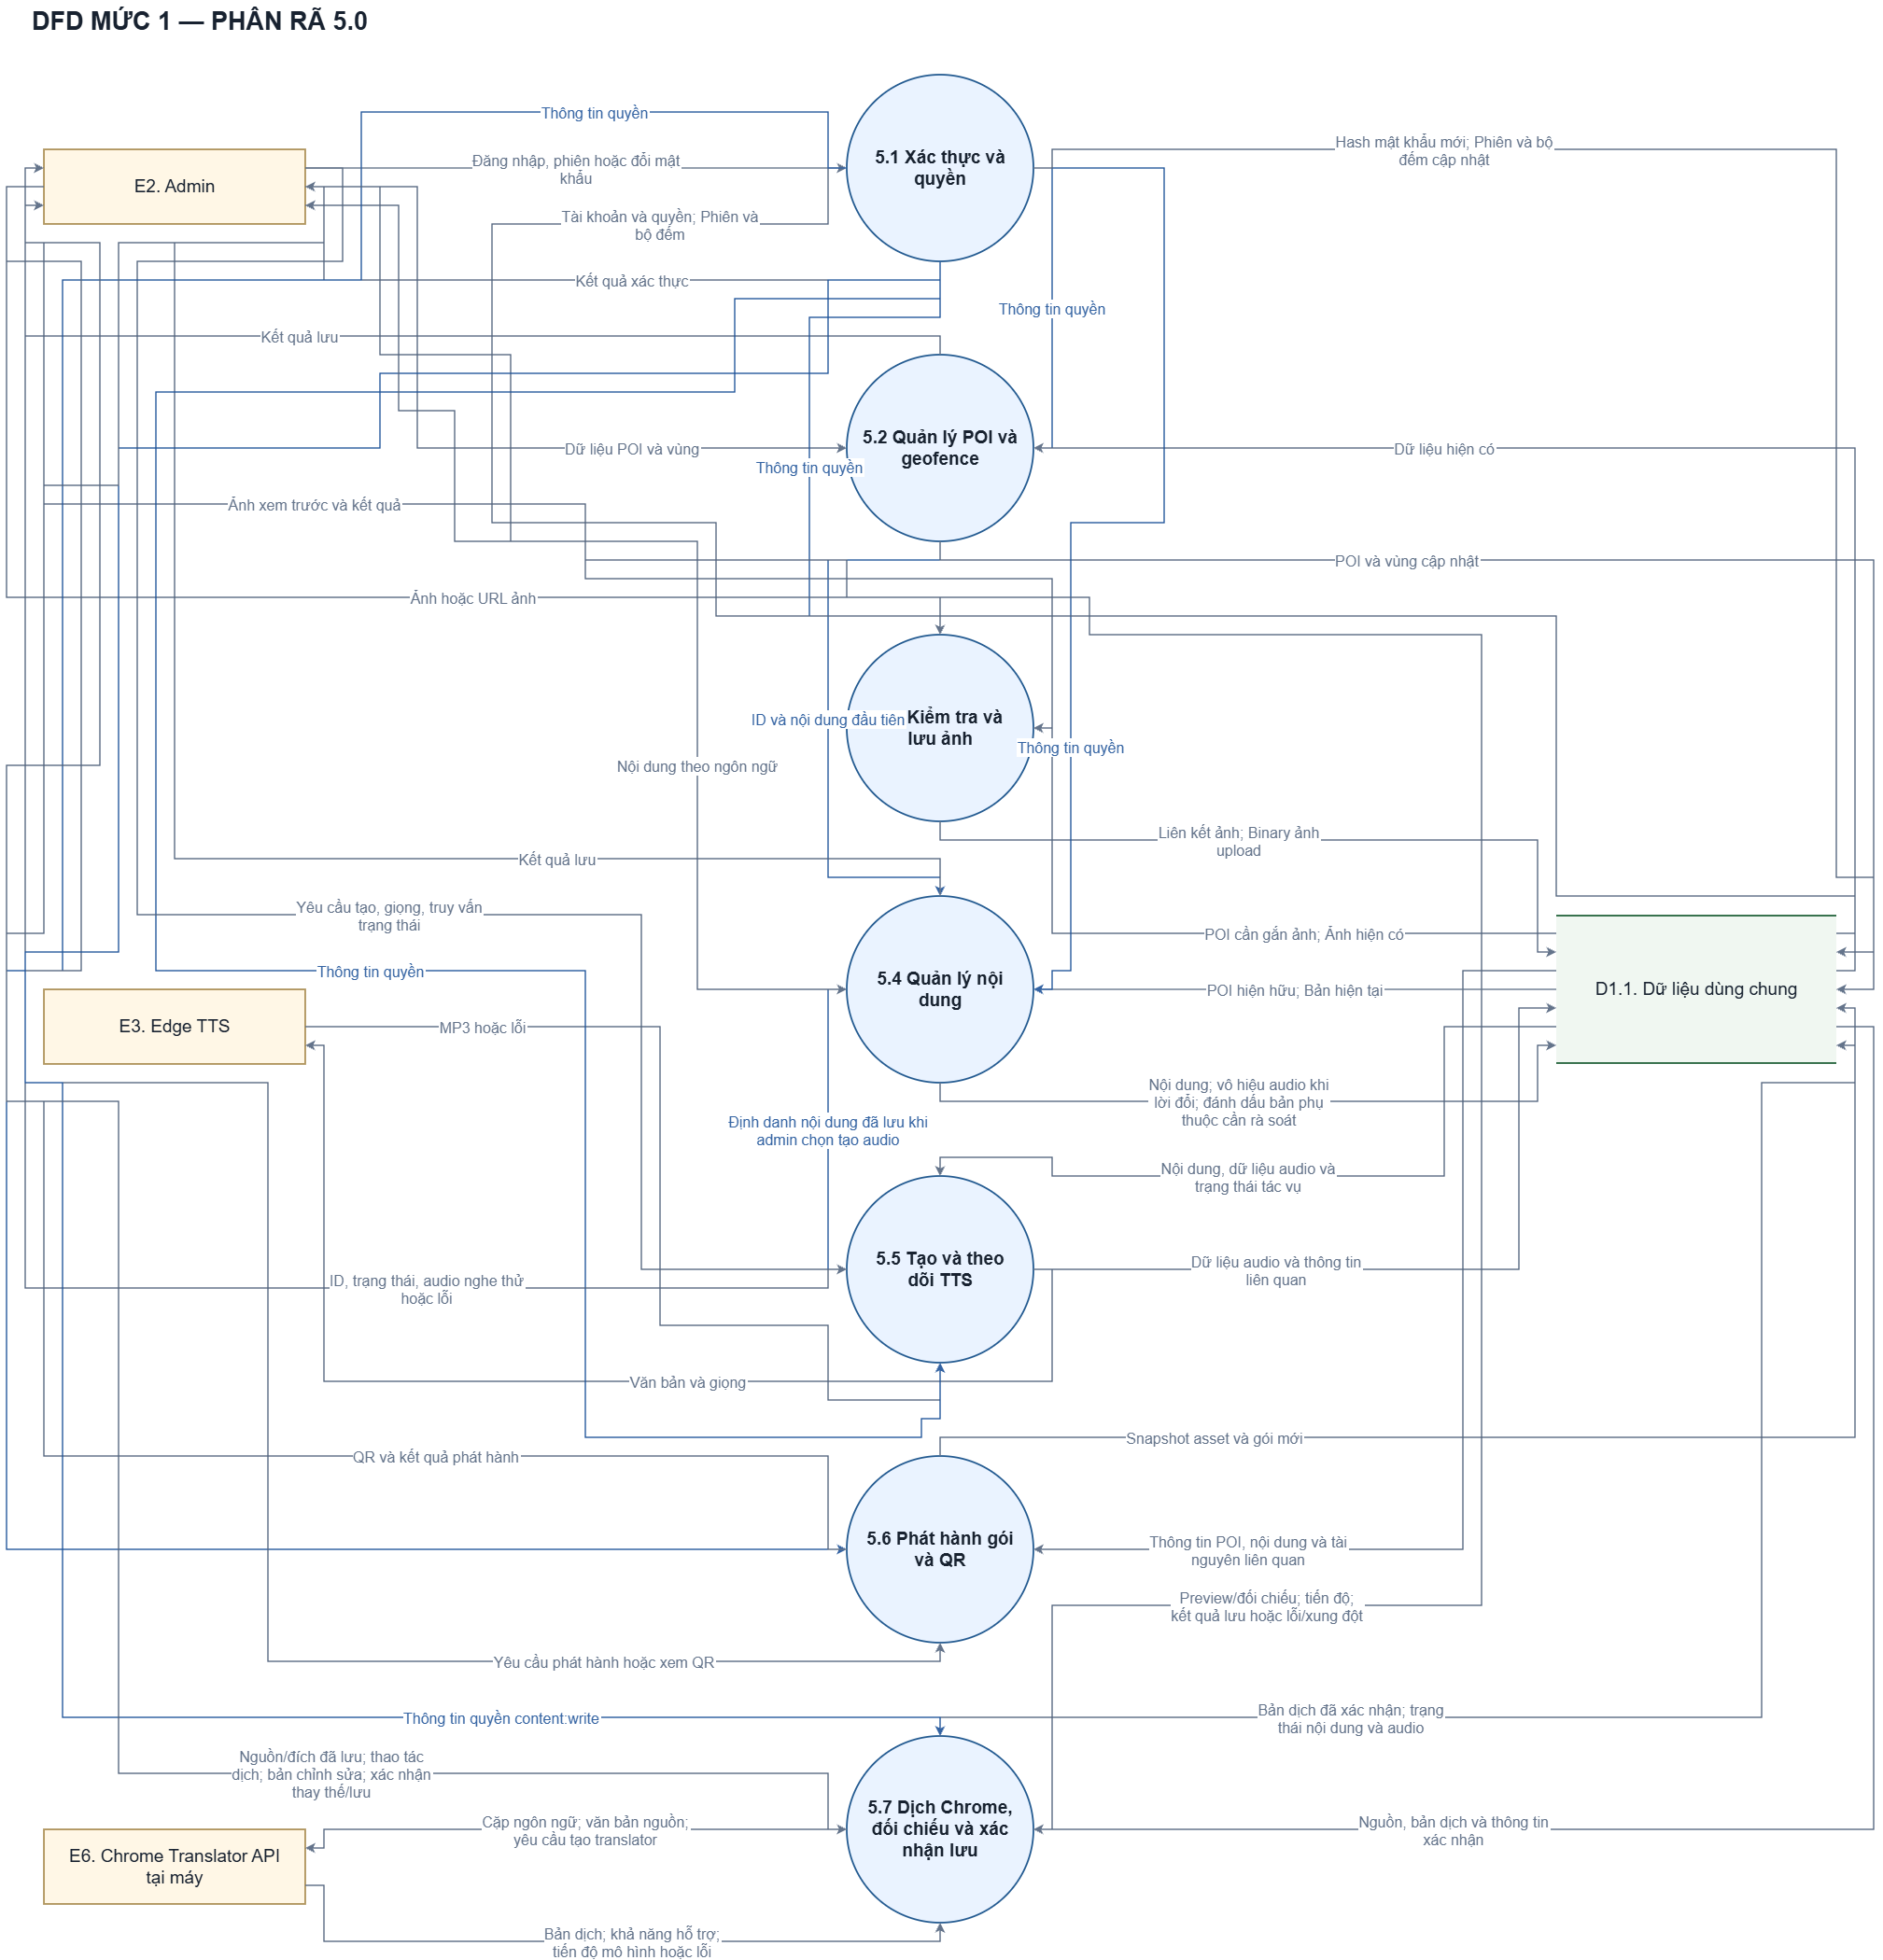 DFD MỨC 1 — PHÂN RÃ 5.0
Thông tin quyền
5.1 Xác thực và
quyền
Hash mật khẩu mới; Phiên và bộ
đếm cập nhật
E2. Admin
Đăng nhập, phiên hoặc đổi mật
khẩu
Tài khoản và quyền; Phiên và
bộ đếm
Kết quả xác thực
Thông tin quyền
Kết quả lưu
5.2 Quản lý POI và
geofence
Dữ liệu POI và vùng
Dữ liệu hiện có
Thông tin quyền
Ảnh xem trước và kết quả
POI và vùng cập nhật
Ảnh hoặc URL ảnh
ID và nội dung đầu tiên
Kiểm tra và
lưu ảnh
Thông tin quyền
Nội dung theo ngôn ngữ
Liên kết ảnh; Binary ảnh
upload
Kết quả lưu
Yêu cầu tạo, giọng, truy vấn
trạng thái
POI cần gắn ảnh; Ảnh hiện có
Thông tin quyền
5.4 Quản lý nội
dung
POI hiện hữu; Bản hiện tại
D1.1. Dữ liệu dùng chung
E3. Edge TTS
MP3 hoặc lỗi
Nội dung; vô hiệu audio khi
lời đổi; đánh dấu bản phụ
thuộc cần rà soát
Định danh nội dung đã lưu khi
admin chọn tạo audio
Nội dung, dữ liệu audio và
trạng thái tác vụ
5.5 Tạo và theo
dõi TTS
Dữ liệu audio và thông tin
liên quan
ID, trạng thái, audio nghe thử
hoặc lỗi
Văn bản và giọng
Snapshot asset và gói mới
QR và kết quả phát hành
5.6 Phát hành gói
và QR
Thông tin POI, nội dung và tài
nguyên liên quan
Preview/đối chiếu; tiến độ;
kết quả lưu hoặc lỗi/xung đột
Yêu cầu phát hành hoặc xem QR
Thông tin quyền content:write
Bản dịch đã xác nhận; trạng
thái nội dung và audio
Nguồn/đích đã lưu; thao tác
dịch; bản chỉnh sửa; xác nhận
thay thế/lưu
5.7 Dịch Chrome,
đối chiếu và xác
nhận lưu
Cặp ngôn ngữ; văn bản nguồn;
yêu cầu tạo translator
Nguồn, bản dịch và thông tin
xác nhận
E6. Chrome Translator API
tại máy
Bản dịch; khả năng hỗ trợ;
tiến độ mô hình hoặc lỗi